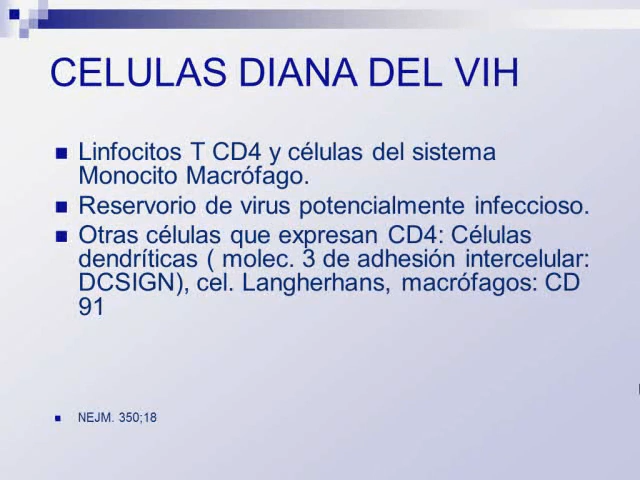 CELULAS DIANA DEL VIH
Linfocitos T CD4 y células del sistema
Monocito Macrófago.
Reservorio de virus potencialmente infeccioso.
Otras células que expresan CD4: Células
dendríticas ( molec. 3 de adhesión intercelular:
DCSIGN), cel. Langherhans, macrófagos: CD
91
NEJM. 350;18